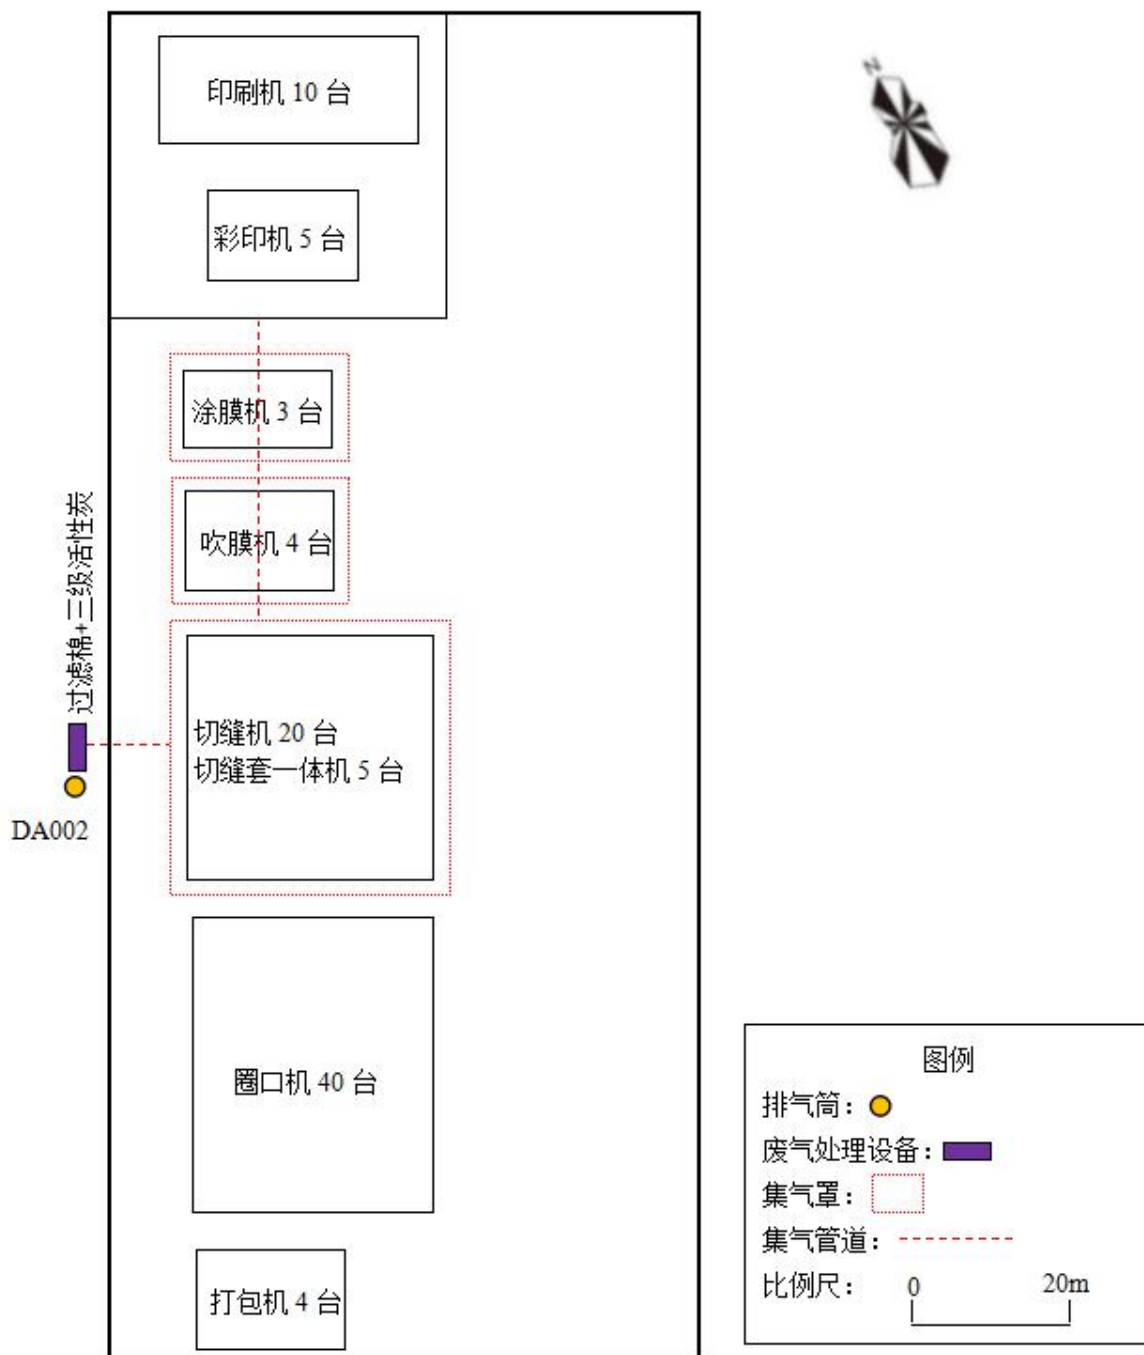 N
印刷机 10 台
彩印机 5 台
涂膜机 3 台
吹膜机 4 台
过滤棉+三级活性炭
切缝机 20 台
切缝套一体机 5 台
DA002
圈口机 40 台
打包机 4 台
图例
排气筒：
废气处理设备：
集气罩：
集气管道：
比例尺： 0 20m